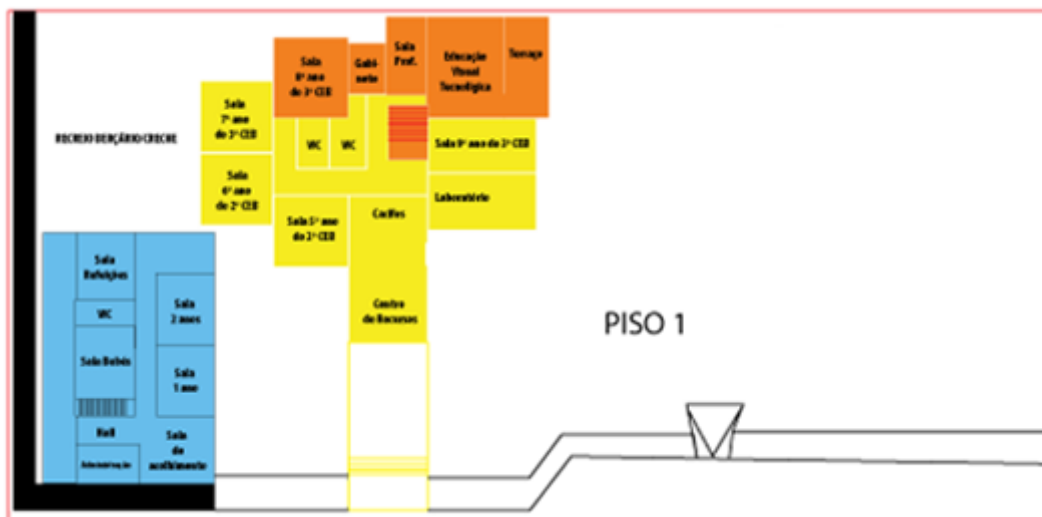 Sala
8º ano
do 3º CEB
Gabi-
nete
Sala
Prof.
Educação
Visual
Tecnológica
Terraço
Sala
7º ano
do 3º CEB
WC
WC
Sala 9º ano do 3º CEB
RECREIO BERÇÁRIO CRECHE
Sala
6º ano
do 2º CEB
Laboratório
Sala 5º ano
do 2º CEB
Cacifos
Centro
de Recursos
Sala
Refeições
WC
Sala
2 anos
Sala Bebés
Sala
1 ano
Hall
Sala
de
acolhimento
Administração
PISO 1